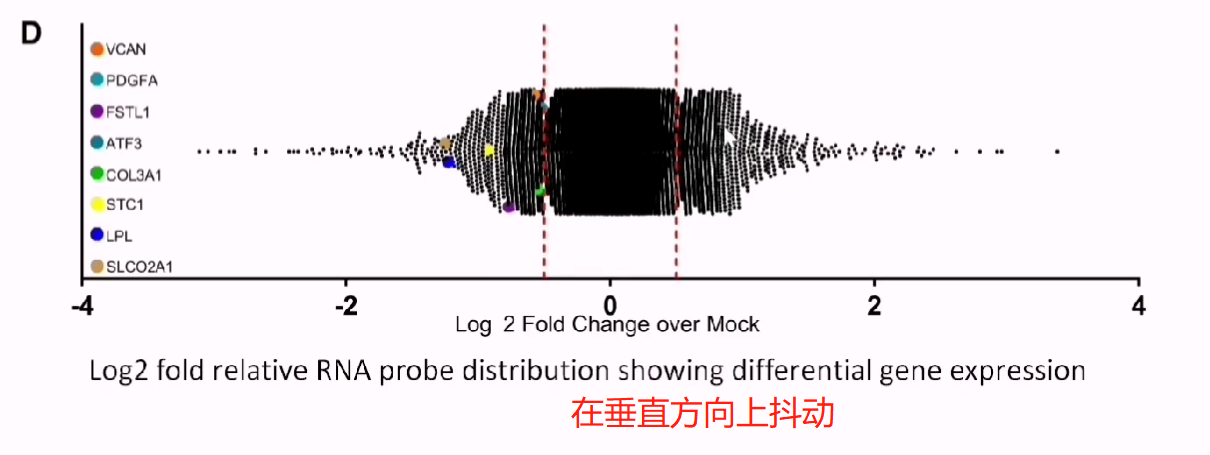 D
VCAN
PDGFA
FSTL1
ATF3
COL3A1
STC1
LPL
SLCO2A1
-4 -2 0 2 4
Log 2 Fold Change over Mock
Log2 fold relative RNA probe distribution showing differential gene expression
在垂直方向上抖动